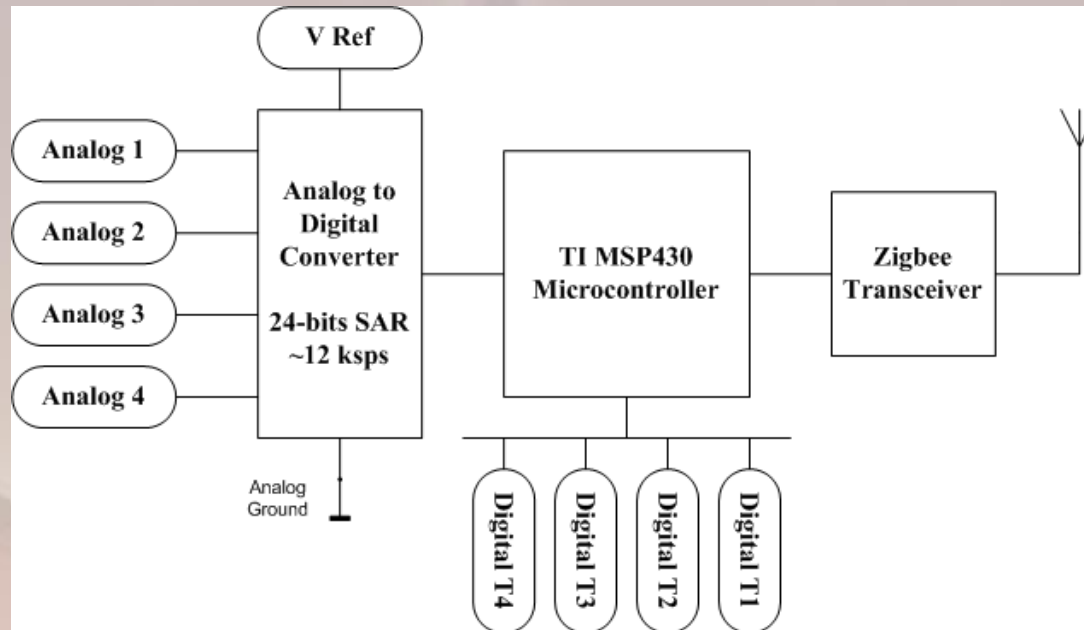 V Ref
Analog 1
Analog 2
Analog 3
Analog 4
Analog to
Digital
Converter
24-bits SAR
~12 ksps
TI MSP430
Microcontroller
Zigbee
Transceiver
Analog
Ground
Digital T4
Digital T3
Digital T2
Digital T1